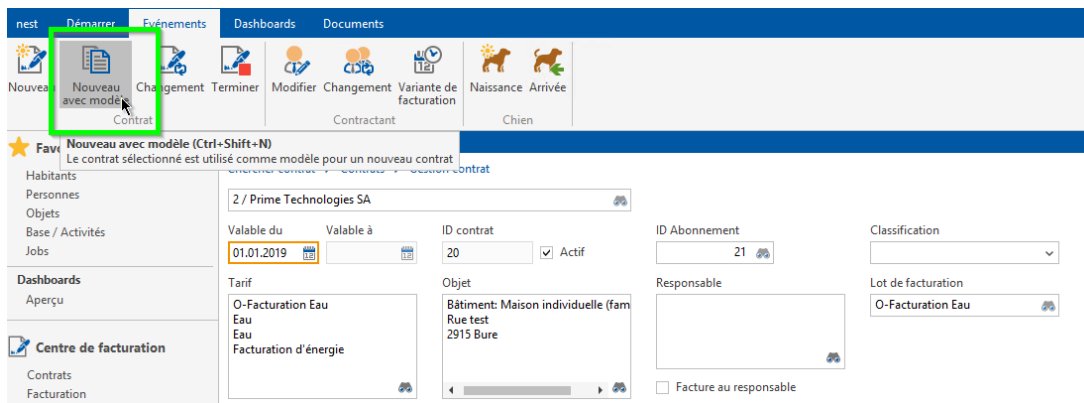 nest Démarrer Evénements Dashboards Documents
Nouveau Nouveau avec modèle Changement Terminer Modifier Changement Variante de facturation Naissance Arrivée
Contrat Contractant Chien
Nouveau avec modèle (Ctrl+Shift+N)
Le contrat sélectionné est utilisé comme modèle pour un nouveau contrat
Habitants
Personnes
Objets
Base / Activités
Jobs
Dashboards
Aperçu
Centre de facturation
Contrats
Facturation
2 / Prime Technologies SA
Valable du Valable à ID contrat ID Abonnement Classification
01.01.2019 20 Actif 21
Tarif Objet Responsable Lot de facturation
O-Facturation Eau
Eau
Eau
Facturation d'énergie
Bâtiment: Maison individuelle (fam
Rue test
2915 Bure
O-Facturation Eau
Facture au responsable